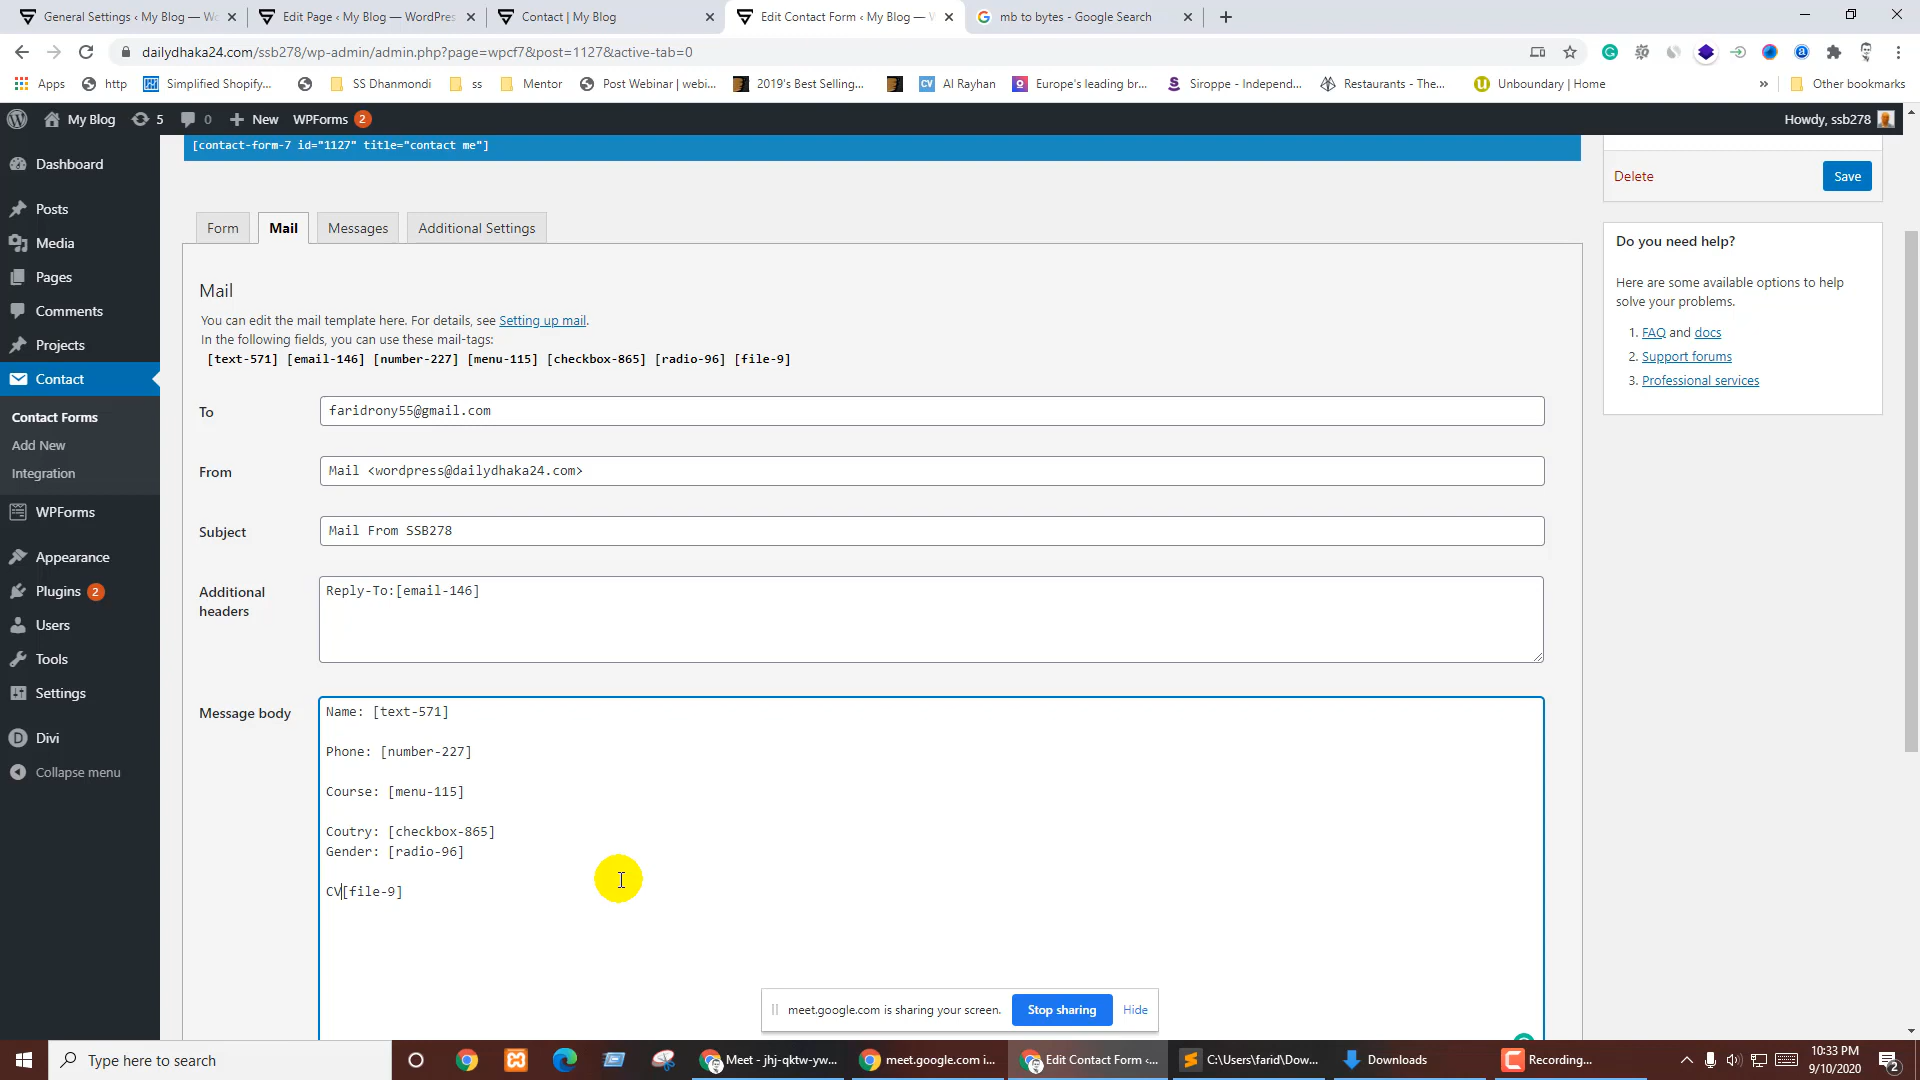 General Settings ‹ My Blog — Wo
Edit Page ‹ My Blog — WordPres
Contact | My Blog
Edit Contact Form ‹ My Blog — W
mb to bytes - Google Search
dailydhaka24.com/ssb278/wp-admin/admin.php?page=wpcf7&post=1127&active-tab=0
Apps
http
Simplified Shopify...
SS Dhanmondi
ss
Mentor
Post Webinar | webi...
2019's Best Selling...
CV
Al Rayhan
Europe's leading br...
Siroppe - Independ...
Restaurants - The...
Unboundary | Home
»
Other bookmarks
My Blog
5
0
New
WPForms 2
Howdy, ssb278
[contact-form-7 id="1127" title="contact me"]
Dashboard
Posts
Media
Pages
Comments
Projects
Contact
Contact Forms
Add New
Integration
WPForms
Appearance
Plugins 2
Users
Tools
Settings
Divi
Collapse menu
Delete
Save
Form
Mail
Messages
Additional Settings
Do you need help?
Here are some available options to help
solve your problems.
1. FAQ and docs
2. Support forums
3. Professional services
Mail
You can edit the mail template here. For details, see Setting up mail.
In the following fields, you can use these mail-tags:
[text-571] [email-146] [number-227] [menu-115] [checkbox-865] [radio-96] [file-9]
To
faridrony55@gmail.com
From
Mail <wordpress@dailydhaka24.com>
Subject
Mail From SSB278
Additional
headers
Reply-To:[email-146]
Message body
Name: [text-571]
Phone: [number-227]
Course: [menu-115]
Coutry: [checkbox-865]
Gender: [radio-96]
CV[file-9]
meet.google.com is sharing your screen.
Stop sharing
Hide
Type here to search
Meet - jhj-qktw-yw...
meet.google.com i...
Edit Contact Form ‹...
C:\Users\farid\Dow...
Downloads
Recording...
10:33 PM
9/10/2020
2